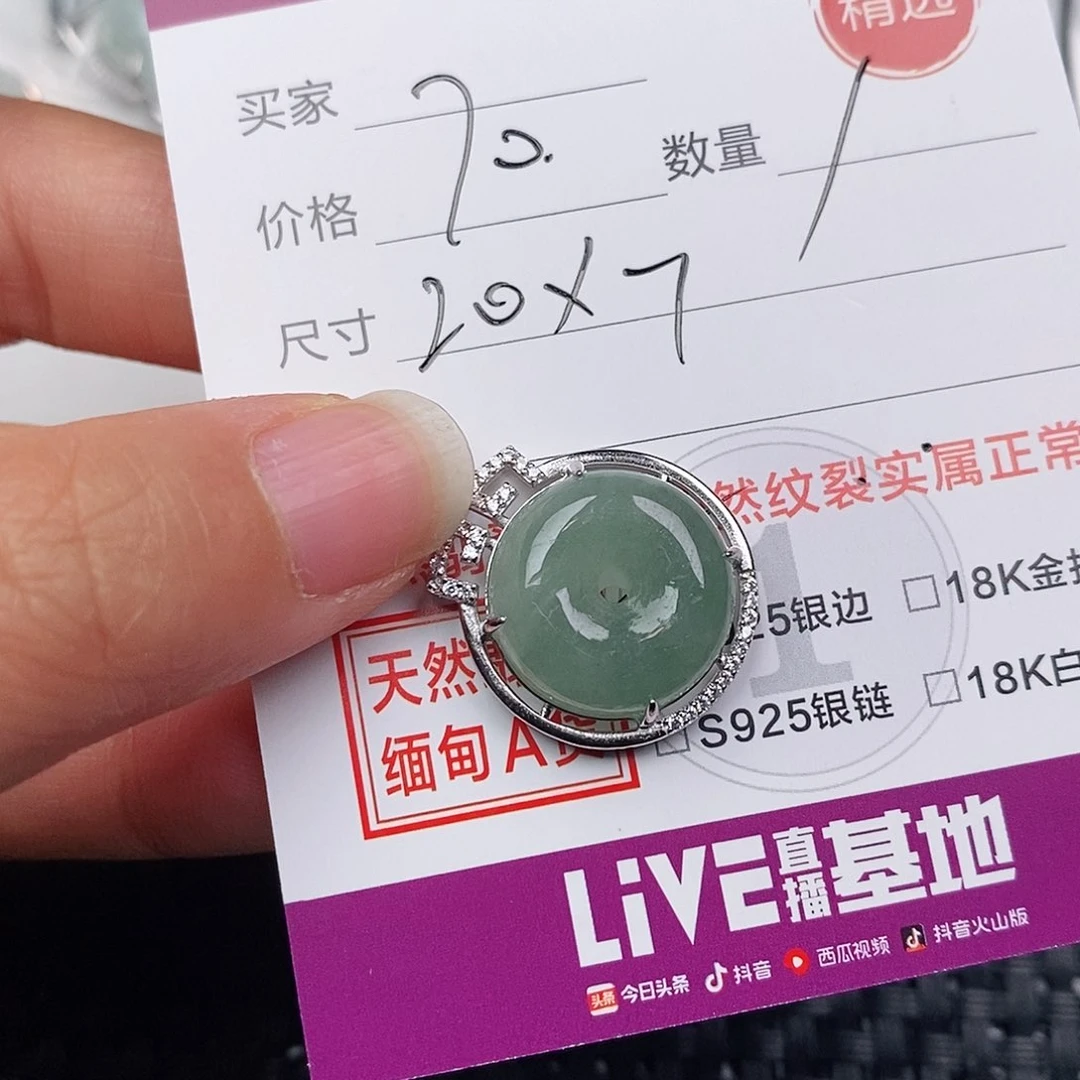 精选
买家
70.
价格
数量 1
尺寸 20X7
然纹裂实属正常
天然
缅甸A货
25银边
□18K金
S925银链
□18K白
LiVE直播基地
头条 今日头条 抖音 西瓜视频 抖音火山版